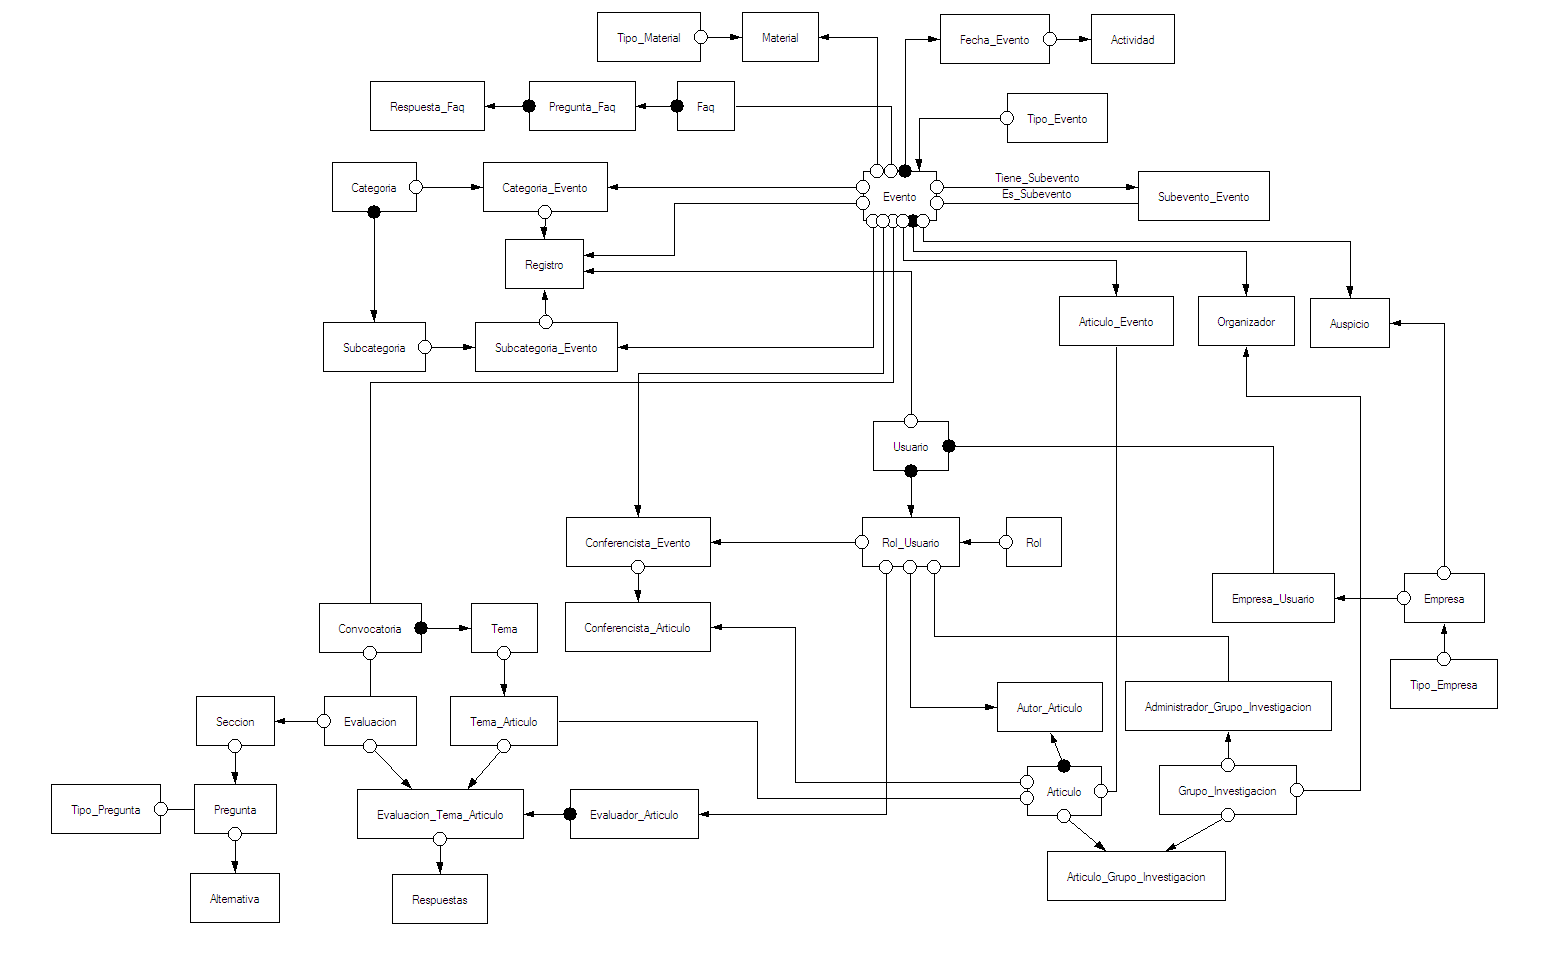 Tipo_Material
Material
Fecha_Evento
Actividad
Respuesta_Faq
Pregunta_Faq
Faq
Tipo_Evento
Categoria
Categoria_Evento
Evento
Tiene_Subevento
Es_Subevento
Subevento_Evento
Registro
Subcategoria
Subcategoria_Evento
Articulo_Evento
Organizador
Auspicio
Usuario
Conferencista_Evento
Rol_Usuario
Rol
Empresa_Usuario
Empresa
Convocatoria
Tema
Conferencista_Articulo
Tipo_Empresa
Seccion
Evaluacion
Tema_Articulo
Autor_Articulo
Administrador_Grupo_Investigacion
Tipo_Pregunta
Pregunta
Evaluacion_Tema_Articulo
Evaluador_Articulo
Articulo
Grupo_Investigacion
Alternativa
Respuestas
Articulo_Grupo_Investigacion